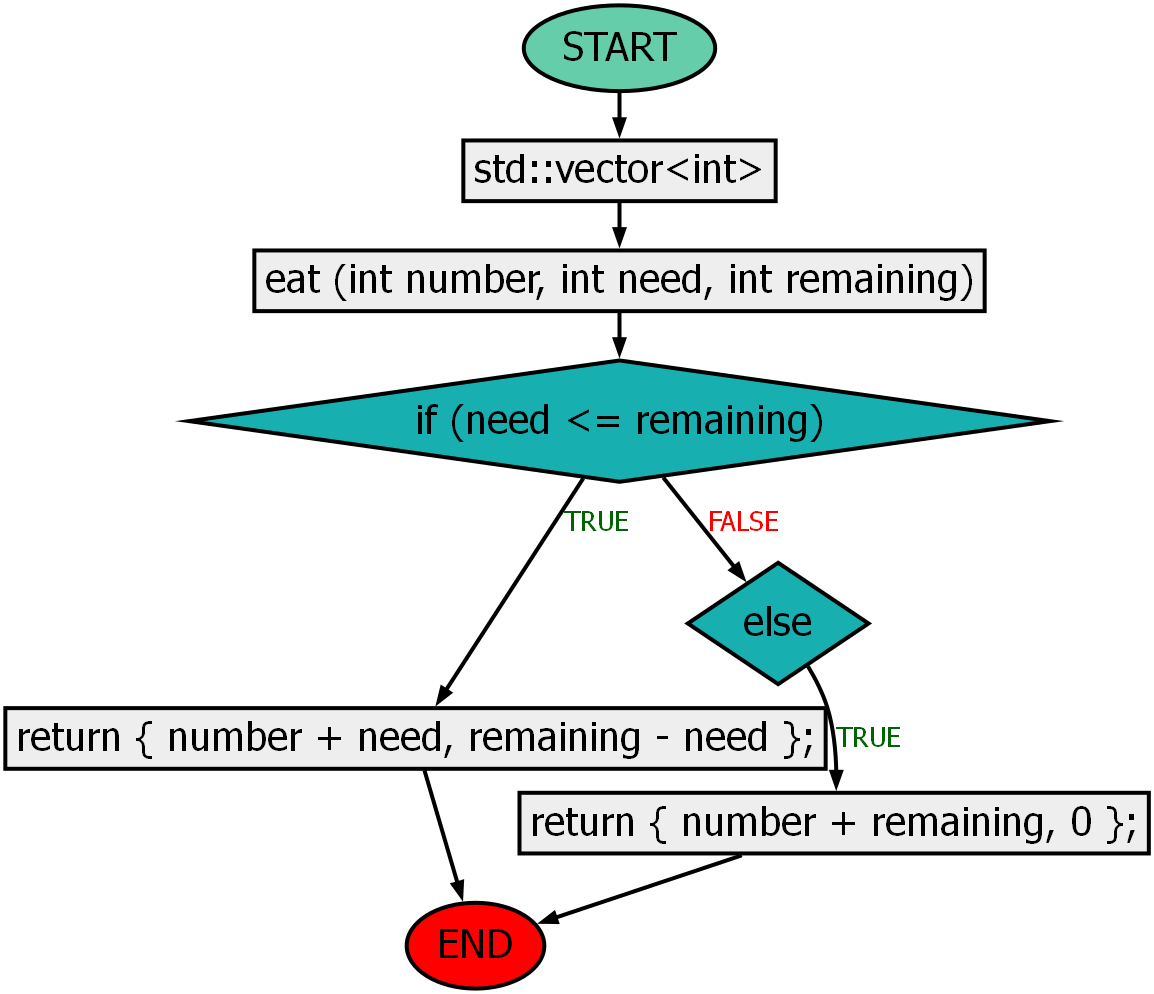 START
std::vector<int>
eat (int number, int need, int remaining)
if (need <= remaining)
TRUE
FALSE
else
return { number + need, remaining - need };
TRUE
return { number + remaining, 0 };
END